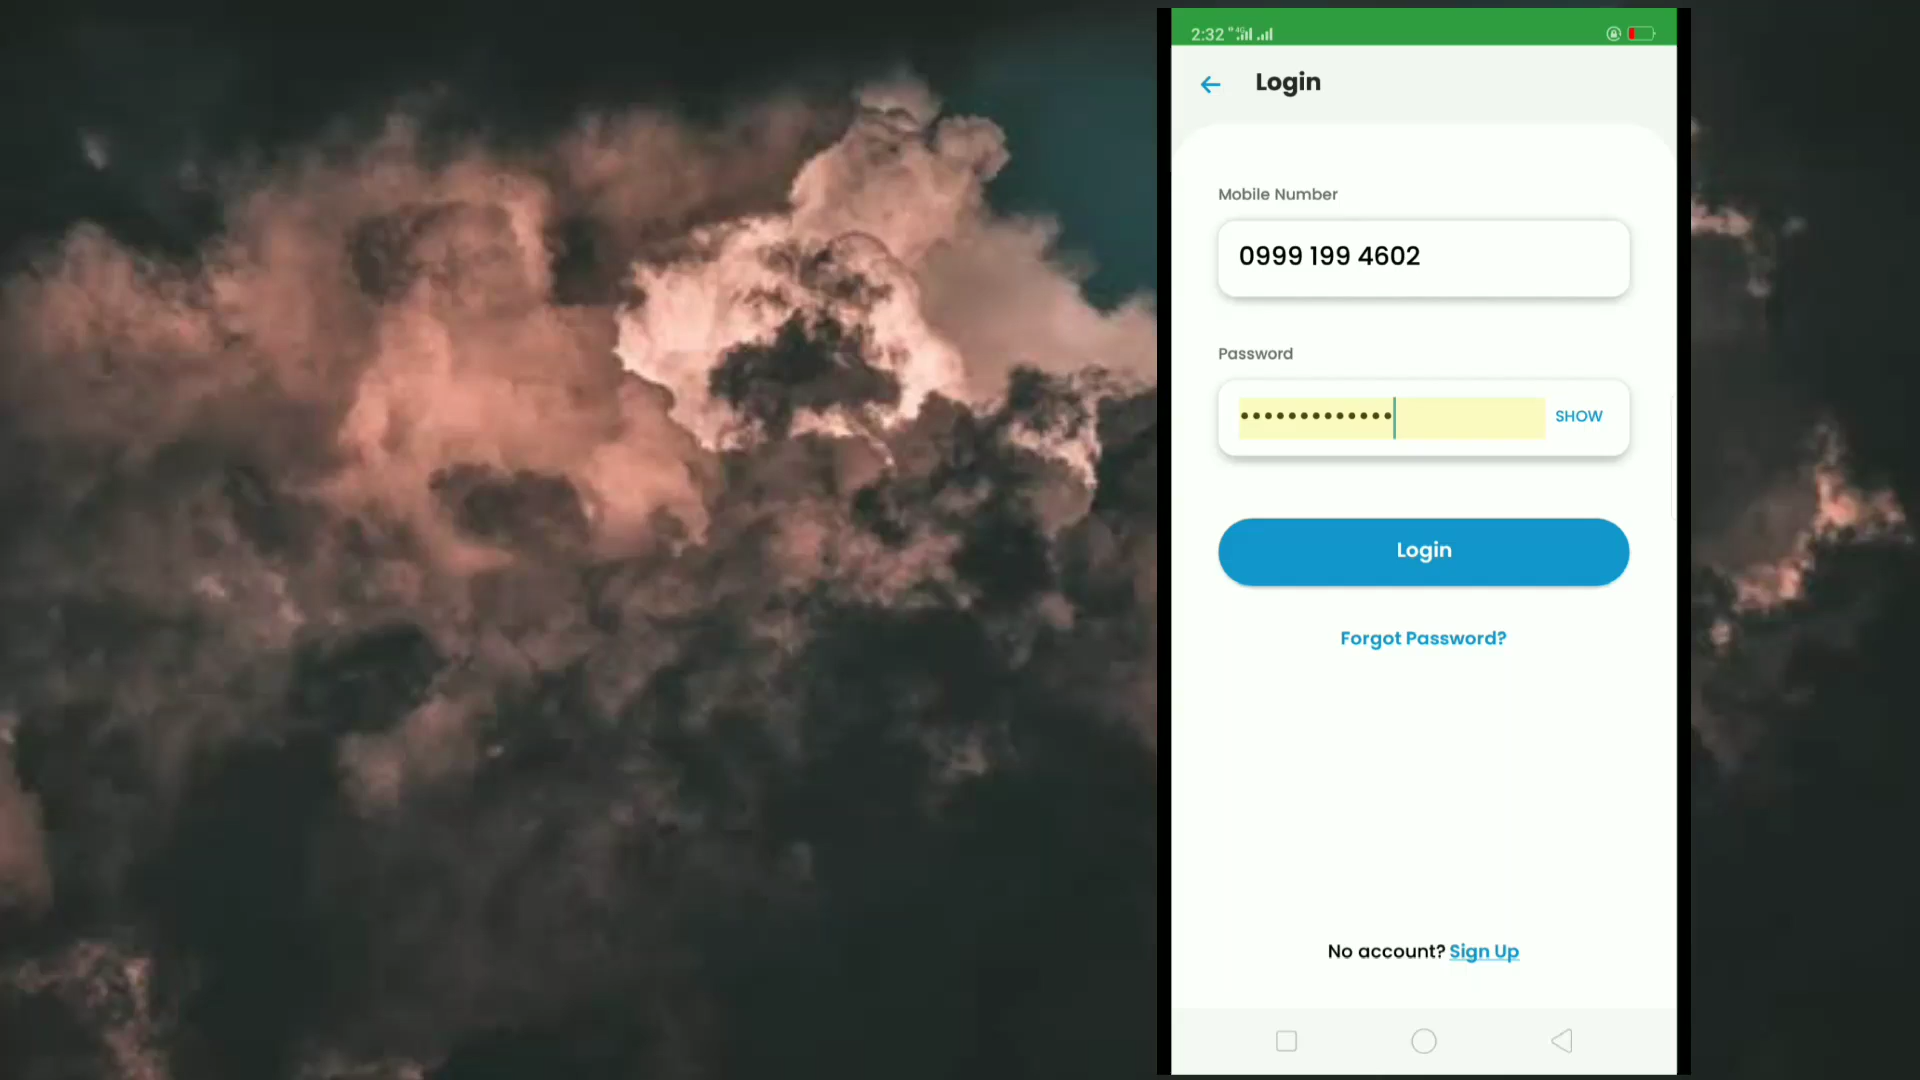 2:32
Login
Mobile Number
0999 199 4602
Password
•••••••••••••
SHOW
Login
Forgot Password?
No account? Sign Up